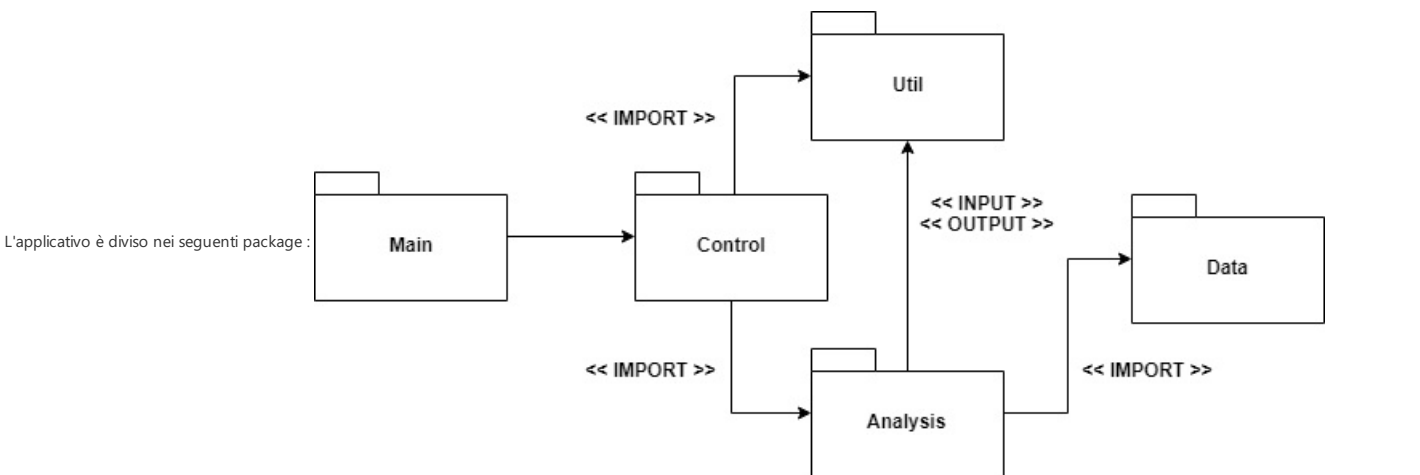 Util
<< IMPORT >>
<< INPUT >>
<< OUTPUT >>
L'applicativo è diviso nei seguenti package :
Main
Control
Data
<< IMPORT >>
<< IMPORT >>
Analysis